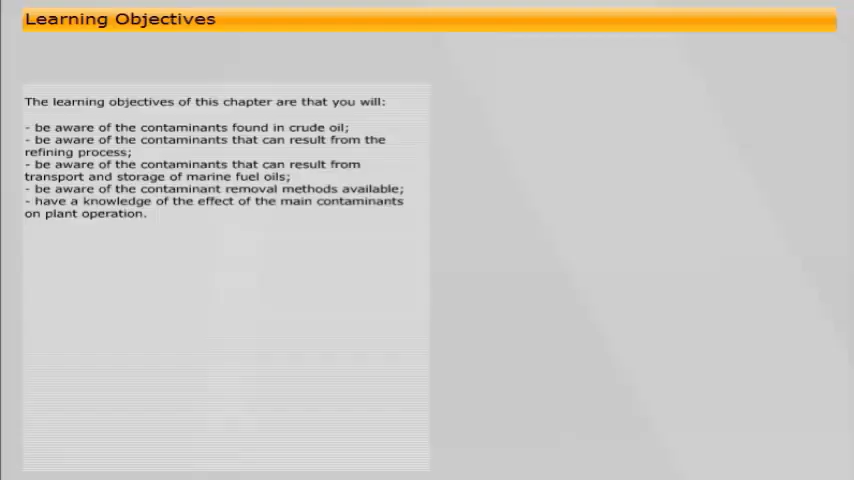 Learning Objectives
The learning objectives of this chapter are that you will:
- be aware of the contaminants found in crude oil;
- be aware of the contaminants that can result from the
refining process;
- be aware of the contaminants that can result from
transport and storage of marine fuel oils;
- be aware of the contaminant removal methods available;
- have a knowledge of the effect of the main contaminants
on plant operation.